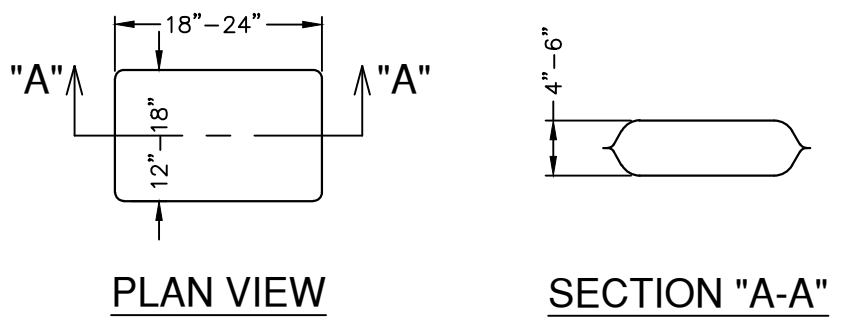 18"–24"
"A"
"A"
12"–18"
4"–6"
PLAN VIEW
SECTION "A-A"